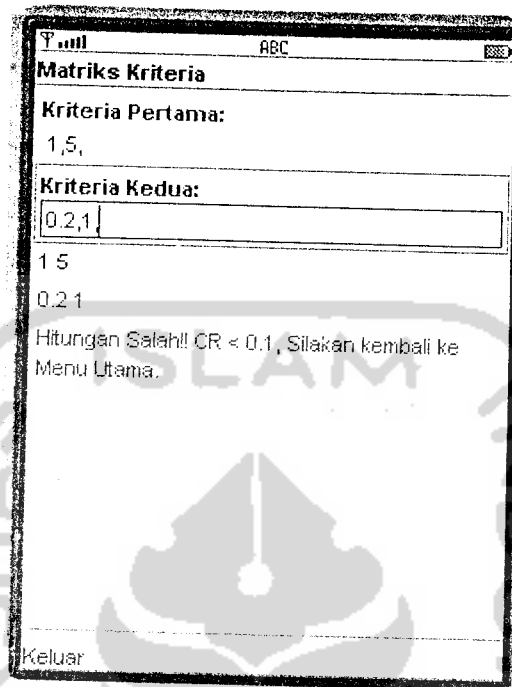 ABC
Matriks Kriteria
Kriteria Pertama:
1,5,
Kriteria Kedua:
0.2,1,
1 5
0.2 1
Hitungan Salah!! CR < 0.1, Silakan kembali ke
Menu Utama.
ISLAM
Keluar